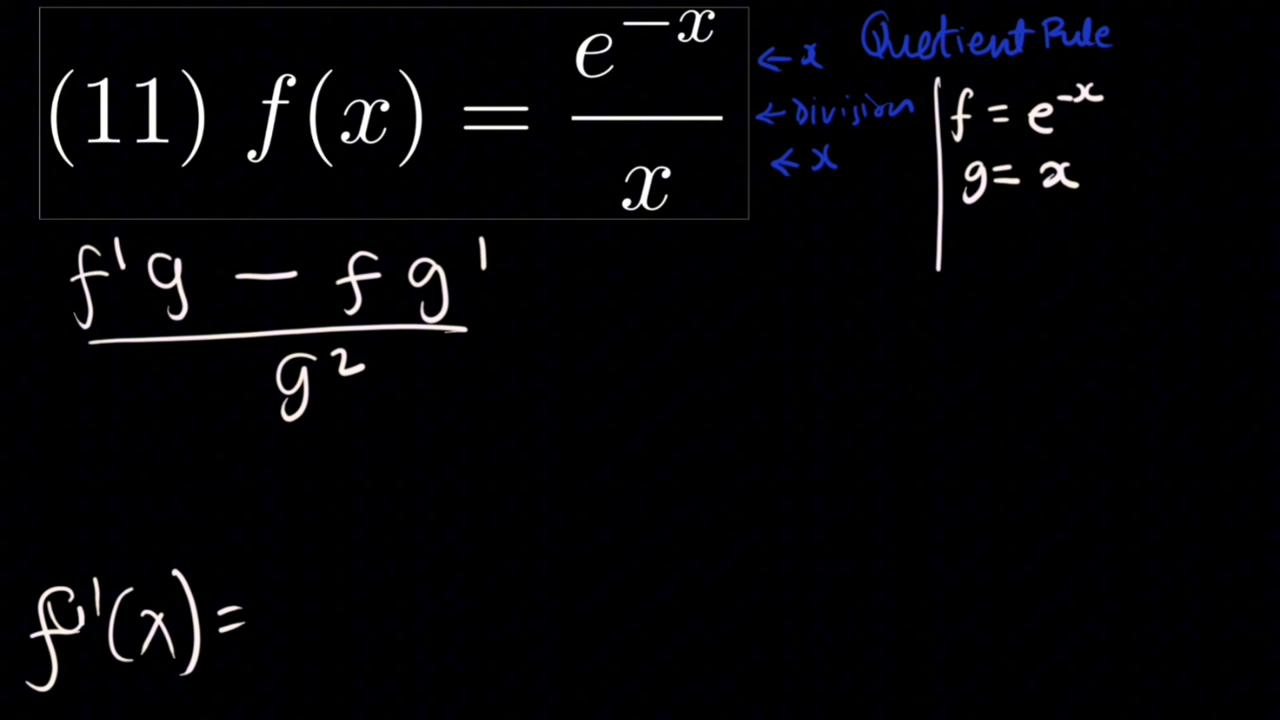 (11) f(x) = e^{-x} / x
← x Quotient Rule
← Division
← x
f = e^{-x}
g = x
f'g - fg'
g²
f'(x) =